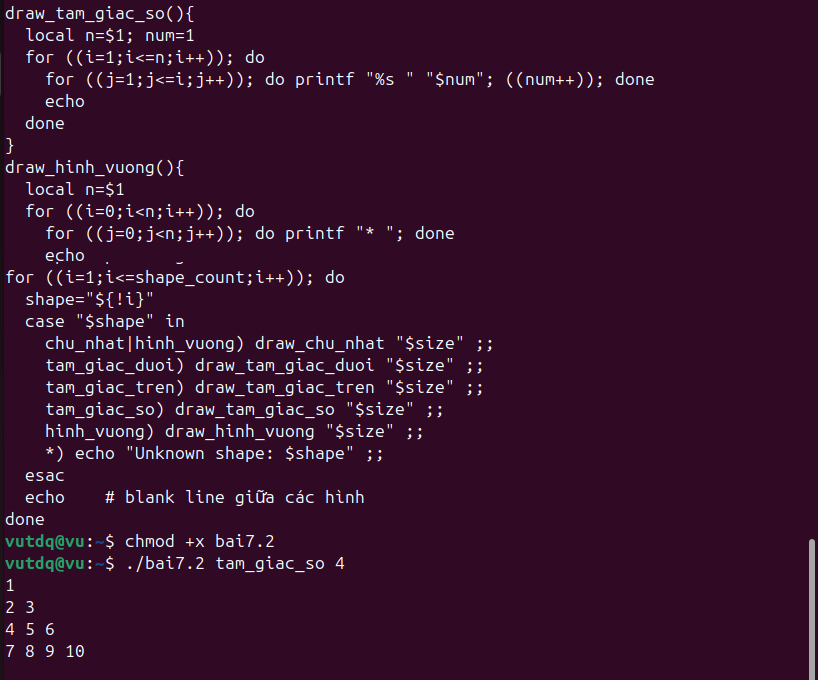 draw_tam_giac_so(){
  local n=$1; num=1
  for ((i=1;i<=n;i++)); do
    for ((j=1;j<=i;j++)); do printf "%s " "$num"; ((num++)); done
    echo
  done
}
draw_hinh_vuong(){
  local n=$1
  for ((i=0;i<n;i++)); do
    for ((j=0;j<n;j++)); do printf "* "; done
    echo
for ((i=1;i<=shape_count;i++)); do
  shape="${!i}"
  case "$shape" in
    chu_nhat|hinh_vuong) draw_chu_nhat "$size" ;;
    tam_giac_duoi) draw_tam_giac_duoi "$size" ;;
    tam_giac_tren) draw_tam_giac_tren "$size" ;;
    tam_giac_so) draw_tam_giac_so "$size" ;;
    hinh_vuong) draw_hinh_vuong "$size" ;;
    *) echo "Unknown shape: $shape" ;;
  esac
  echo    # blank line giữa các hình
done
vutdq@vu:~$ chmod +x bai7.2
vutdq@vu:~$ ./bai7.2 tam_giac_so 4
1
2 3
4 5 6
7 8 9 10